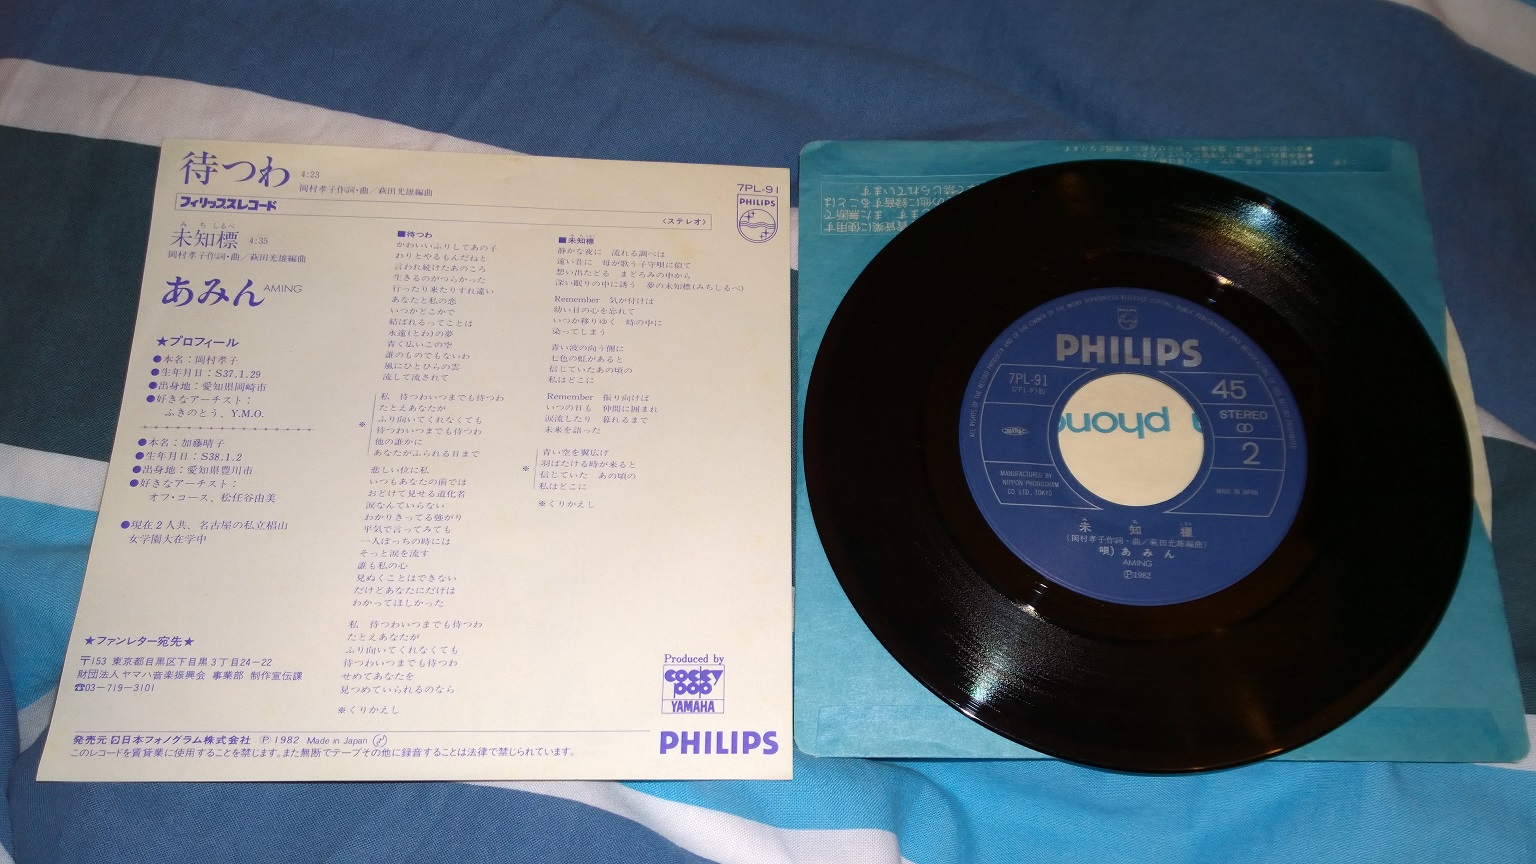 待つわ 4:23
岡村孝子作詞・曲/萩田光雄編曲
7PL-91
PHILIPS
フィリップスレコード
〈ステレオ〉
みちしるべ
未知標 4:35
岡村孝子作詞・曲/萩田光雄編曲
あみん AMING
★プロフィール
●本名:岡村孝子
●生年月日:S37.1.29
●出身地:愛知県岡崎市
●好きなアーチスト:
ふきのとう、Y.M.O.
●本名:加藤晴子
●生年月日:S38.1.2
●出身地:愛知県豊川市
●好きなアーチスト:
オフ・コース、松任谷由美
●現在2人共、名古屋の私立椙山
女学園大在学中
★ファンレター宛先★
〒153 東京都目黒区下目黒3丁目24-22
財団法人ヤマハ音楽振興会 事業部 制作宣伝課
☎03-719-3101
■待つわ
かわいいふりしてあの子
わりとやるもんだねと
言われ続けたあのころ
生きるのがつらかった
行ったり来たりすれ違い
あなたと私の恋
いつかどこかで
結ばれるってことは
永遠(とわ)の夢
青く広いこの空
誰のものでもないわ
風にひとひらの雲
流して流されて
※
私 待つわいつまでも待つわ
たとえあなたが
ふり向いてくれなくても
待つわいつまでも待つわ
他の誰かに
あなたがふられる日まで
悲しい位に私
いつもあなたの前では
おどけて見せる道化者
涙なんていらない
わかりきってる強がり
平気で言ってみても
一人ぼっちの時には
そっと涙を流す
誰も私の心
見ぬくことはできない
だけどあなたにだけは
わかってほしかった
私 待つわいつまでも待つわ
たとえあなたが
ふり向いてくれなくても
待つわいつまでも待つわ
せめてあなたを
見つめていられるのなら
※くりかえし
■未知標
静かな夜に 流れる調べは
遠い昔に 母が歌う子守唄に似て
想い出たどる まどろみの中から
深い眠りの中に誘う 夢の未知標(みちしるべ)
Remember 気が付けば
幼い日の心を忘れて
いつか移りゆく 時の中に
染ってしまう
青い波の向う側に
七色の虹があると
信じていたあの頃の
私はどこに
Remember 振り向けば
いつの日も 仲間に囲まれ
涙流したり 暮れるまで
未来を語った
※
青い空を翼広げ
羽ばたける時が来ると
信じていた あの頃の
私はどこに
※くりかえし
Produced by
cocky
pop
YAMAHA
PHILIPS
発売元 日本フォノグラム株式会社 Ⓟ 1982 Made in Japan
このレコードを賃貸業に使用することを禁じます。また無断でテープその他に録音することは法律で禁じられています。
PHILIPS
7PL-91
(7PL-91B)
45
STEREO
2
JASRAC
MANUFACTURED BY
NIPPON PHONOGRAM
CO. LTD., TOKYO
MADE IN JAPAN
phono
未知標
(岡村孝子作詞・曲/萩田光雄編曲)
唄) あみん
AMING
Ⓟ1982